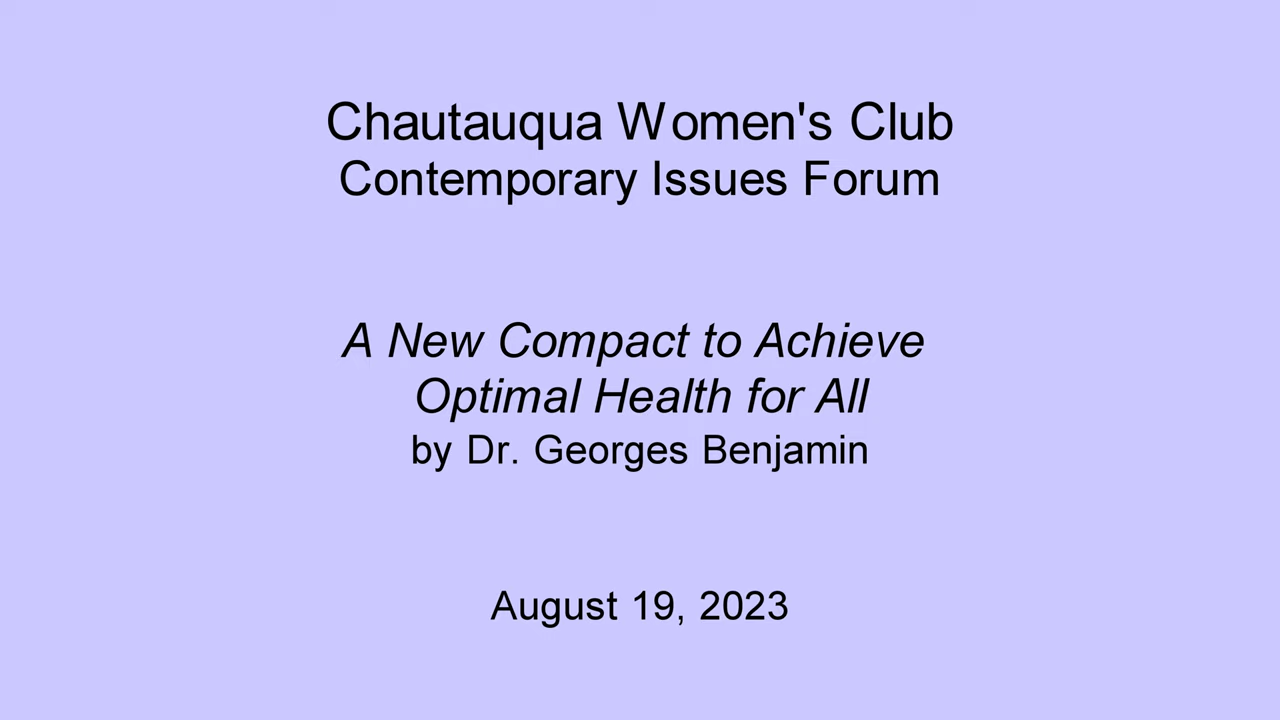 Chautauqua Women's Club
Contemporary Issues Forum
A New Compact to Achieve
Optimal Health for All
by Dr. Georges Benjamin
August 19, 2023